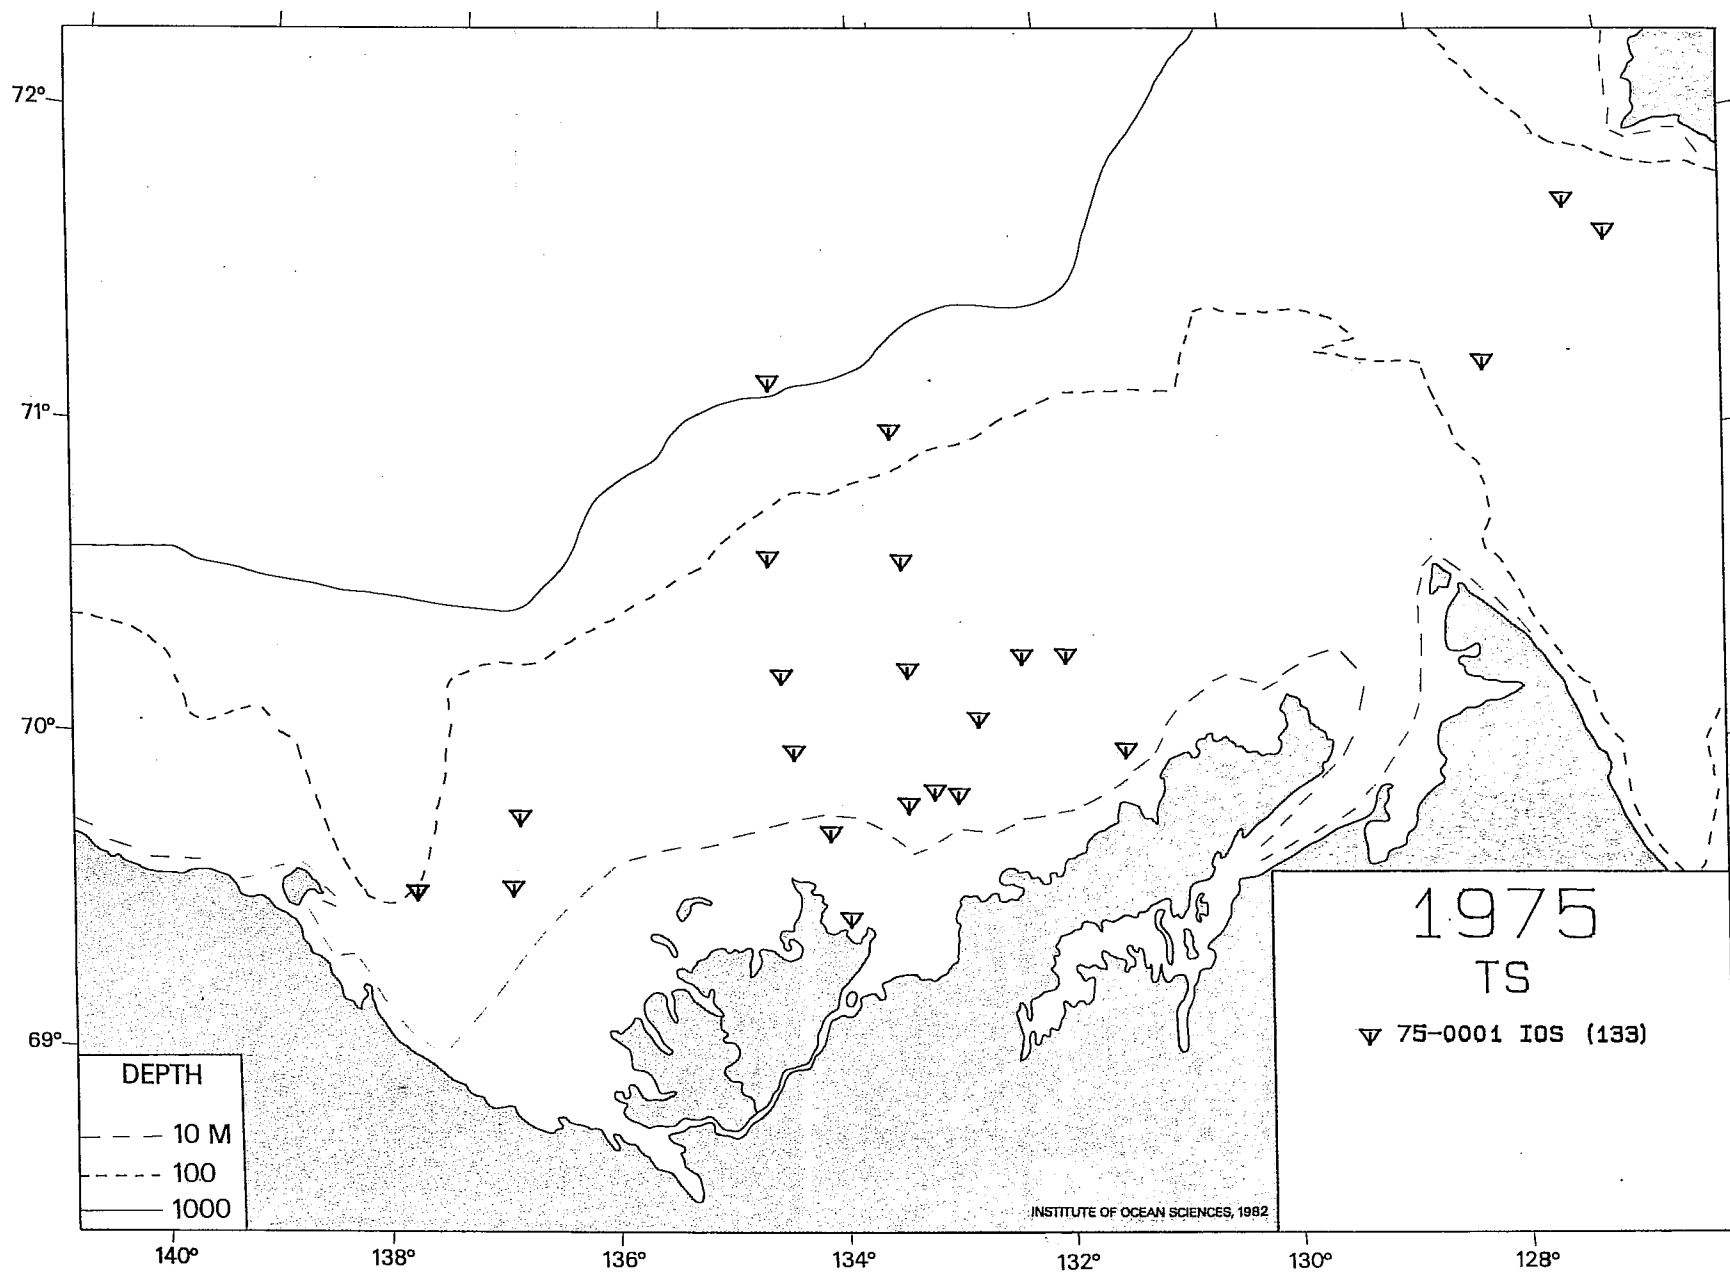 72°
71°
70°
69°
1975
TS
75-0001 IOS (133)
DEPTH
10 M
100
1000
INSTITUTE OF OCEAN SCIENCES, 1982
140°
138°
136°
134°
132°
130°
128°